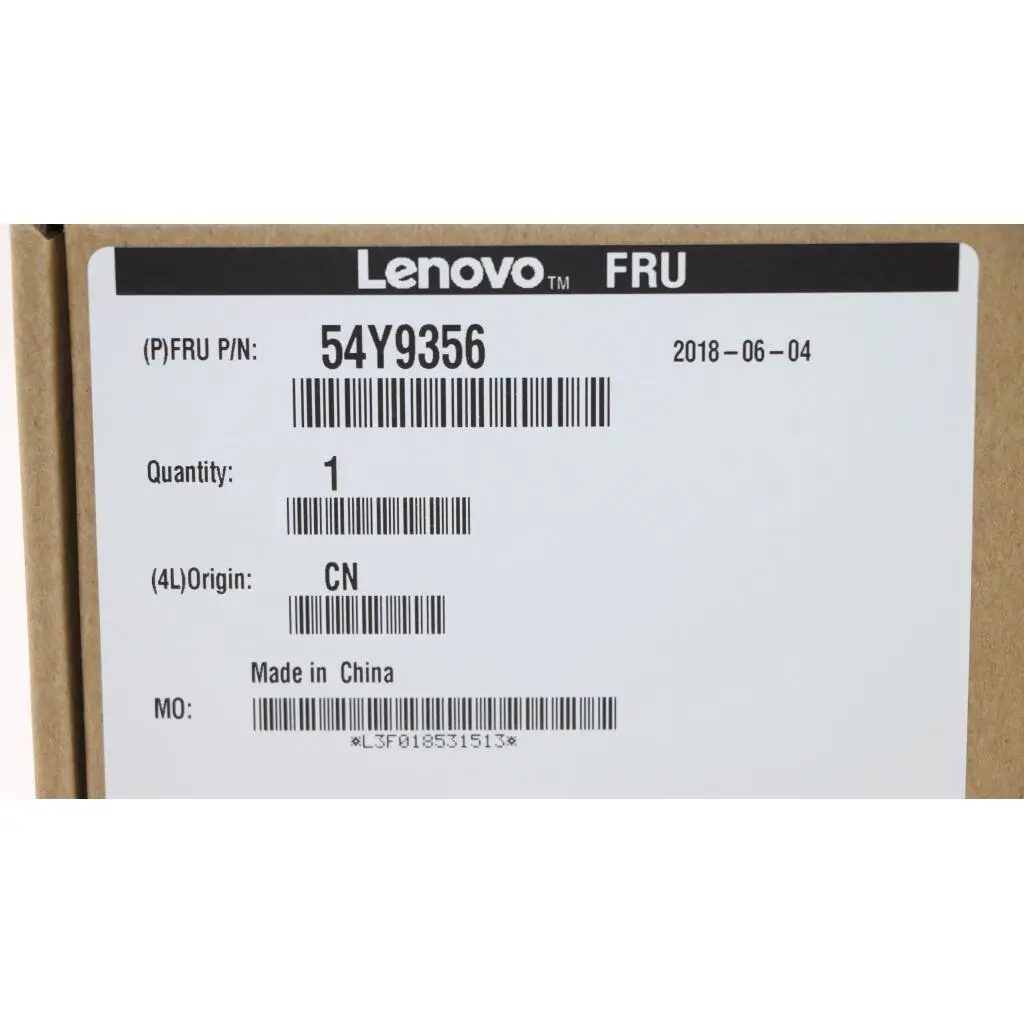 Lenovo™ FRU
(P)FRU P/N: 54Y9356 2018-06-04
Quantity: 1
(4L)Origin: CN
Made in China
MO:
*L3F018531513*